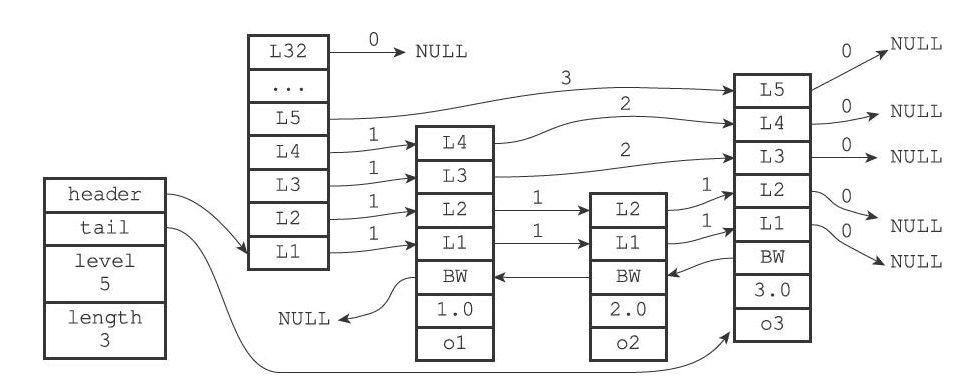 header
tail
level
5
length
3
L32
...
L5
L4
L3
L2
L1
0
NULL
3
1
1
1
1
L4
L3
L2
L1
BW
1.0
o1
NULL
2
2
1
1
L2
L1
BW
2.0
o2
1
1
L5
L4
L3
L2
L1
BW
3.0
o3
0
NULL
0
NULL
0
NULL
0
NULL
0
NULL